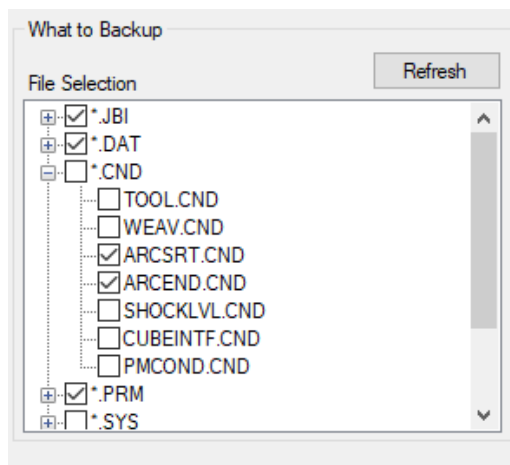 What to Backup
Refresh
File Selection
*.JBI
*.DAT
*.CND
TOOL.CND
WEAV.CND
ARCSRT.CND
ARCEND.CND
SHOCKLVL.CND
CUBEINTF.CND
PMCOND.CND
*.PRM
*.SYS